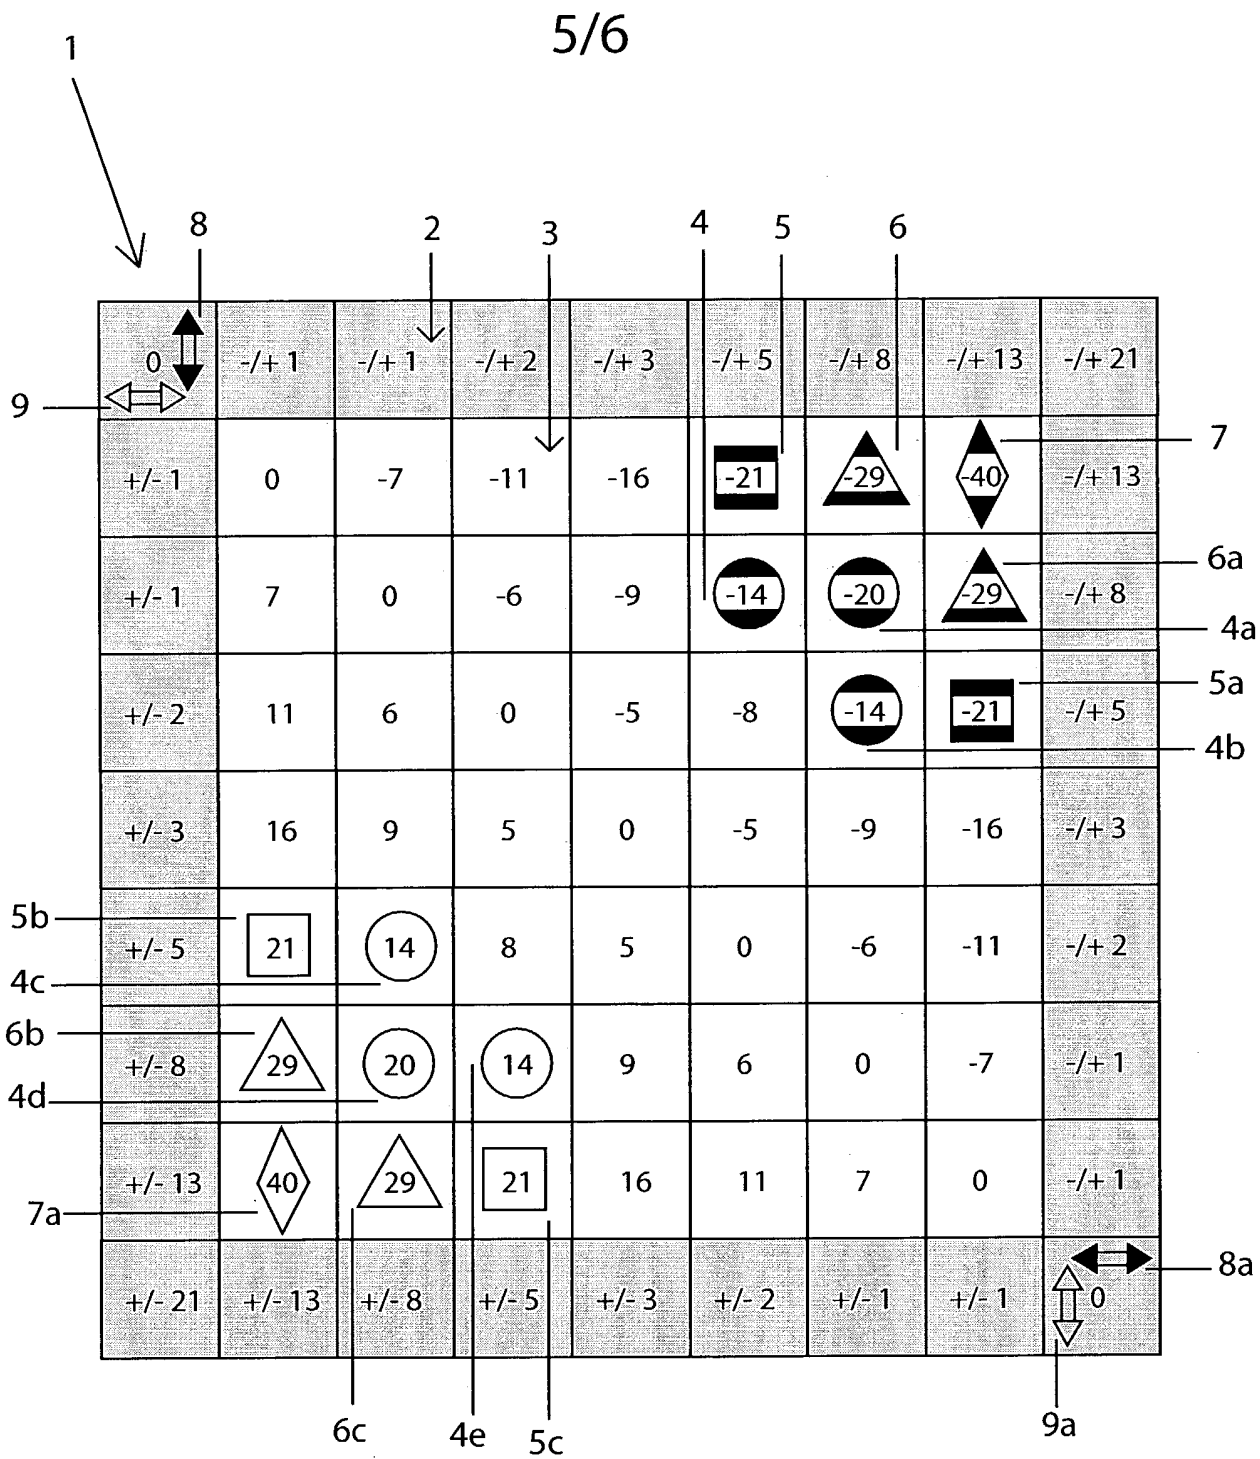 5/6
1
8 2 3 4 5 6
0 -/+ 1 -/+ 1 -/+ 2 -/+ 3 -/+ 5 -/+ 8 -/+ 13 -/+ 21
9
7
+/- 1 0 -7 -11 -16 -21 -29 -40 -/+ 13
6a
+/- 1 7 0 -6 -9 -14 -20 -29 -/+ 8
4a
5a
+/- 2 11 6 0 -5 -8 -14 -21 -/+ 5
4b
+/- 3 16 9 5 0 -5 -9 -16 -/+ 3
5b
+/- 5 21 14 8 5 0 -6 -11 -/+ 2
4c
6b
+/- 8 29 20 14 9 6 0 -7 -/+ 1
4d
+/- 13 40 29 21 16 11 7 0 -/+ 1
7a
8a
+/- 21 +/- 13 +/- 8 +/- 5 +/- 3 +/- 2 +/- 1 +/- 1 0
6c 4e 5c 9a